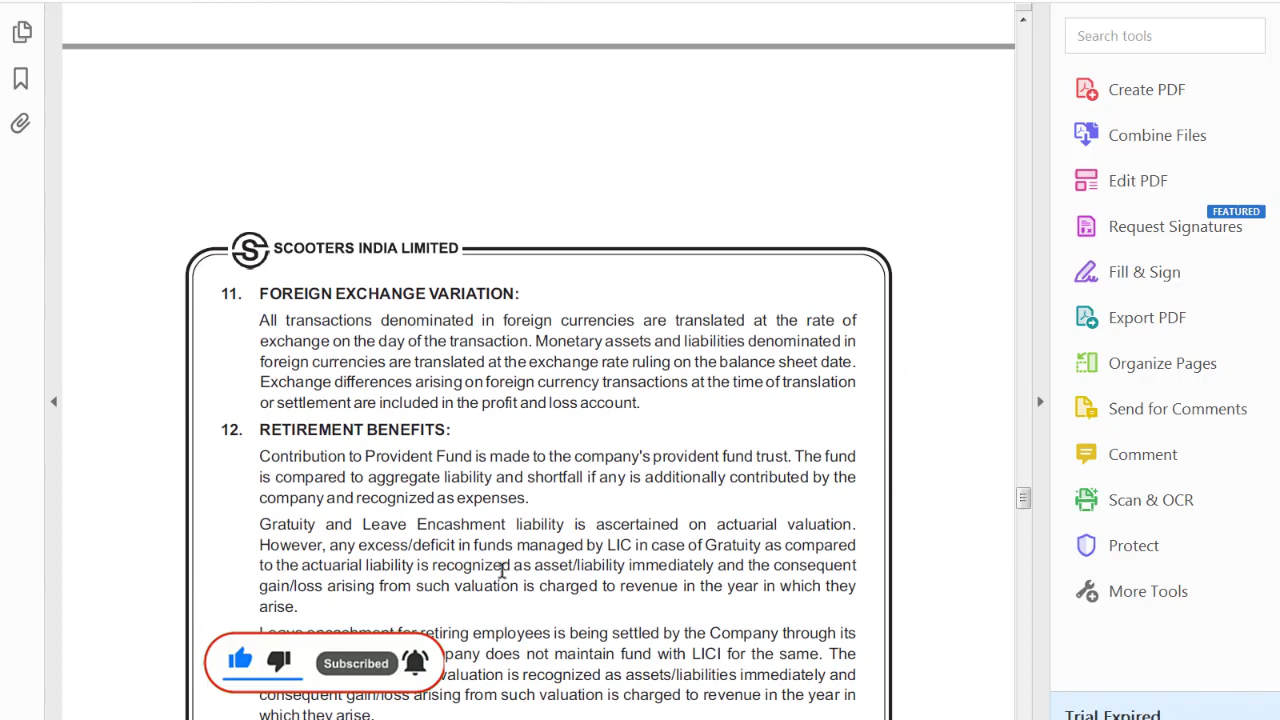 Search tools
Create PDF
Combine Files
Edit PDF
FEATURED
Request Signatures
Fill & Sign
Export PDF
Organize Pages
Send for Comments
Comment
Scan & OCR
Protect
More Tools
Trial Expired
SCOOTERS INDIA LIMITED
11. FOREIGN EXCHANGE VARIATION:
All transactions denominated in foreign currencies are translated at the rate of
exchange on the day of the transaction. Monetary assets and liabilities denominated in
foreign currencies are translated at the exchange rate ruling on the balance sheet date.
Exchange differences arising on foreign currency transactions at the time of translation
or settlement are included in the profit and loss account.
12. RETIREMENT BENEFITS:
Contribution to Provident Fund is made to the company's provident fund trust. The fund
is compared to aggregate liability and shortfall if any is additionally contributed by the
company and recognized as expenses.
Gratuity and Leave Encashment liability is ascertained on actuarial valuation.
However, any excess/deficit in funds managed by LIC in case of Gratuity as compared
to the actuarial liability is recognized as asset/liability immediately and the consequent
gain/loss arising from such valuation is charged to revenue in the year in which they
arise.
Leave encashment for retiring employees is being settled by the Company through its
pany does not maintain fund with LICI for the same. The
valuation is recognized as assets/liabilities immediately and
consequent gain/loss arising from such valuation is charged to revenue in the year in
which they arise.
Subscribed